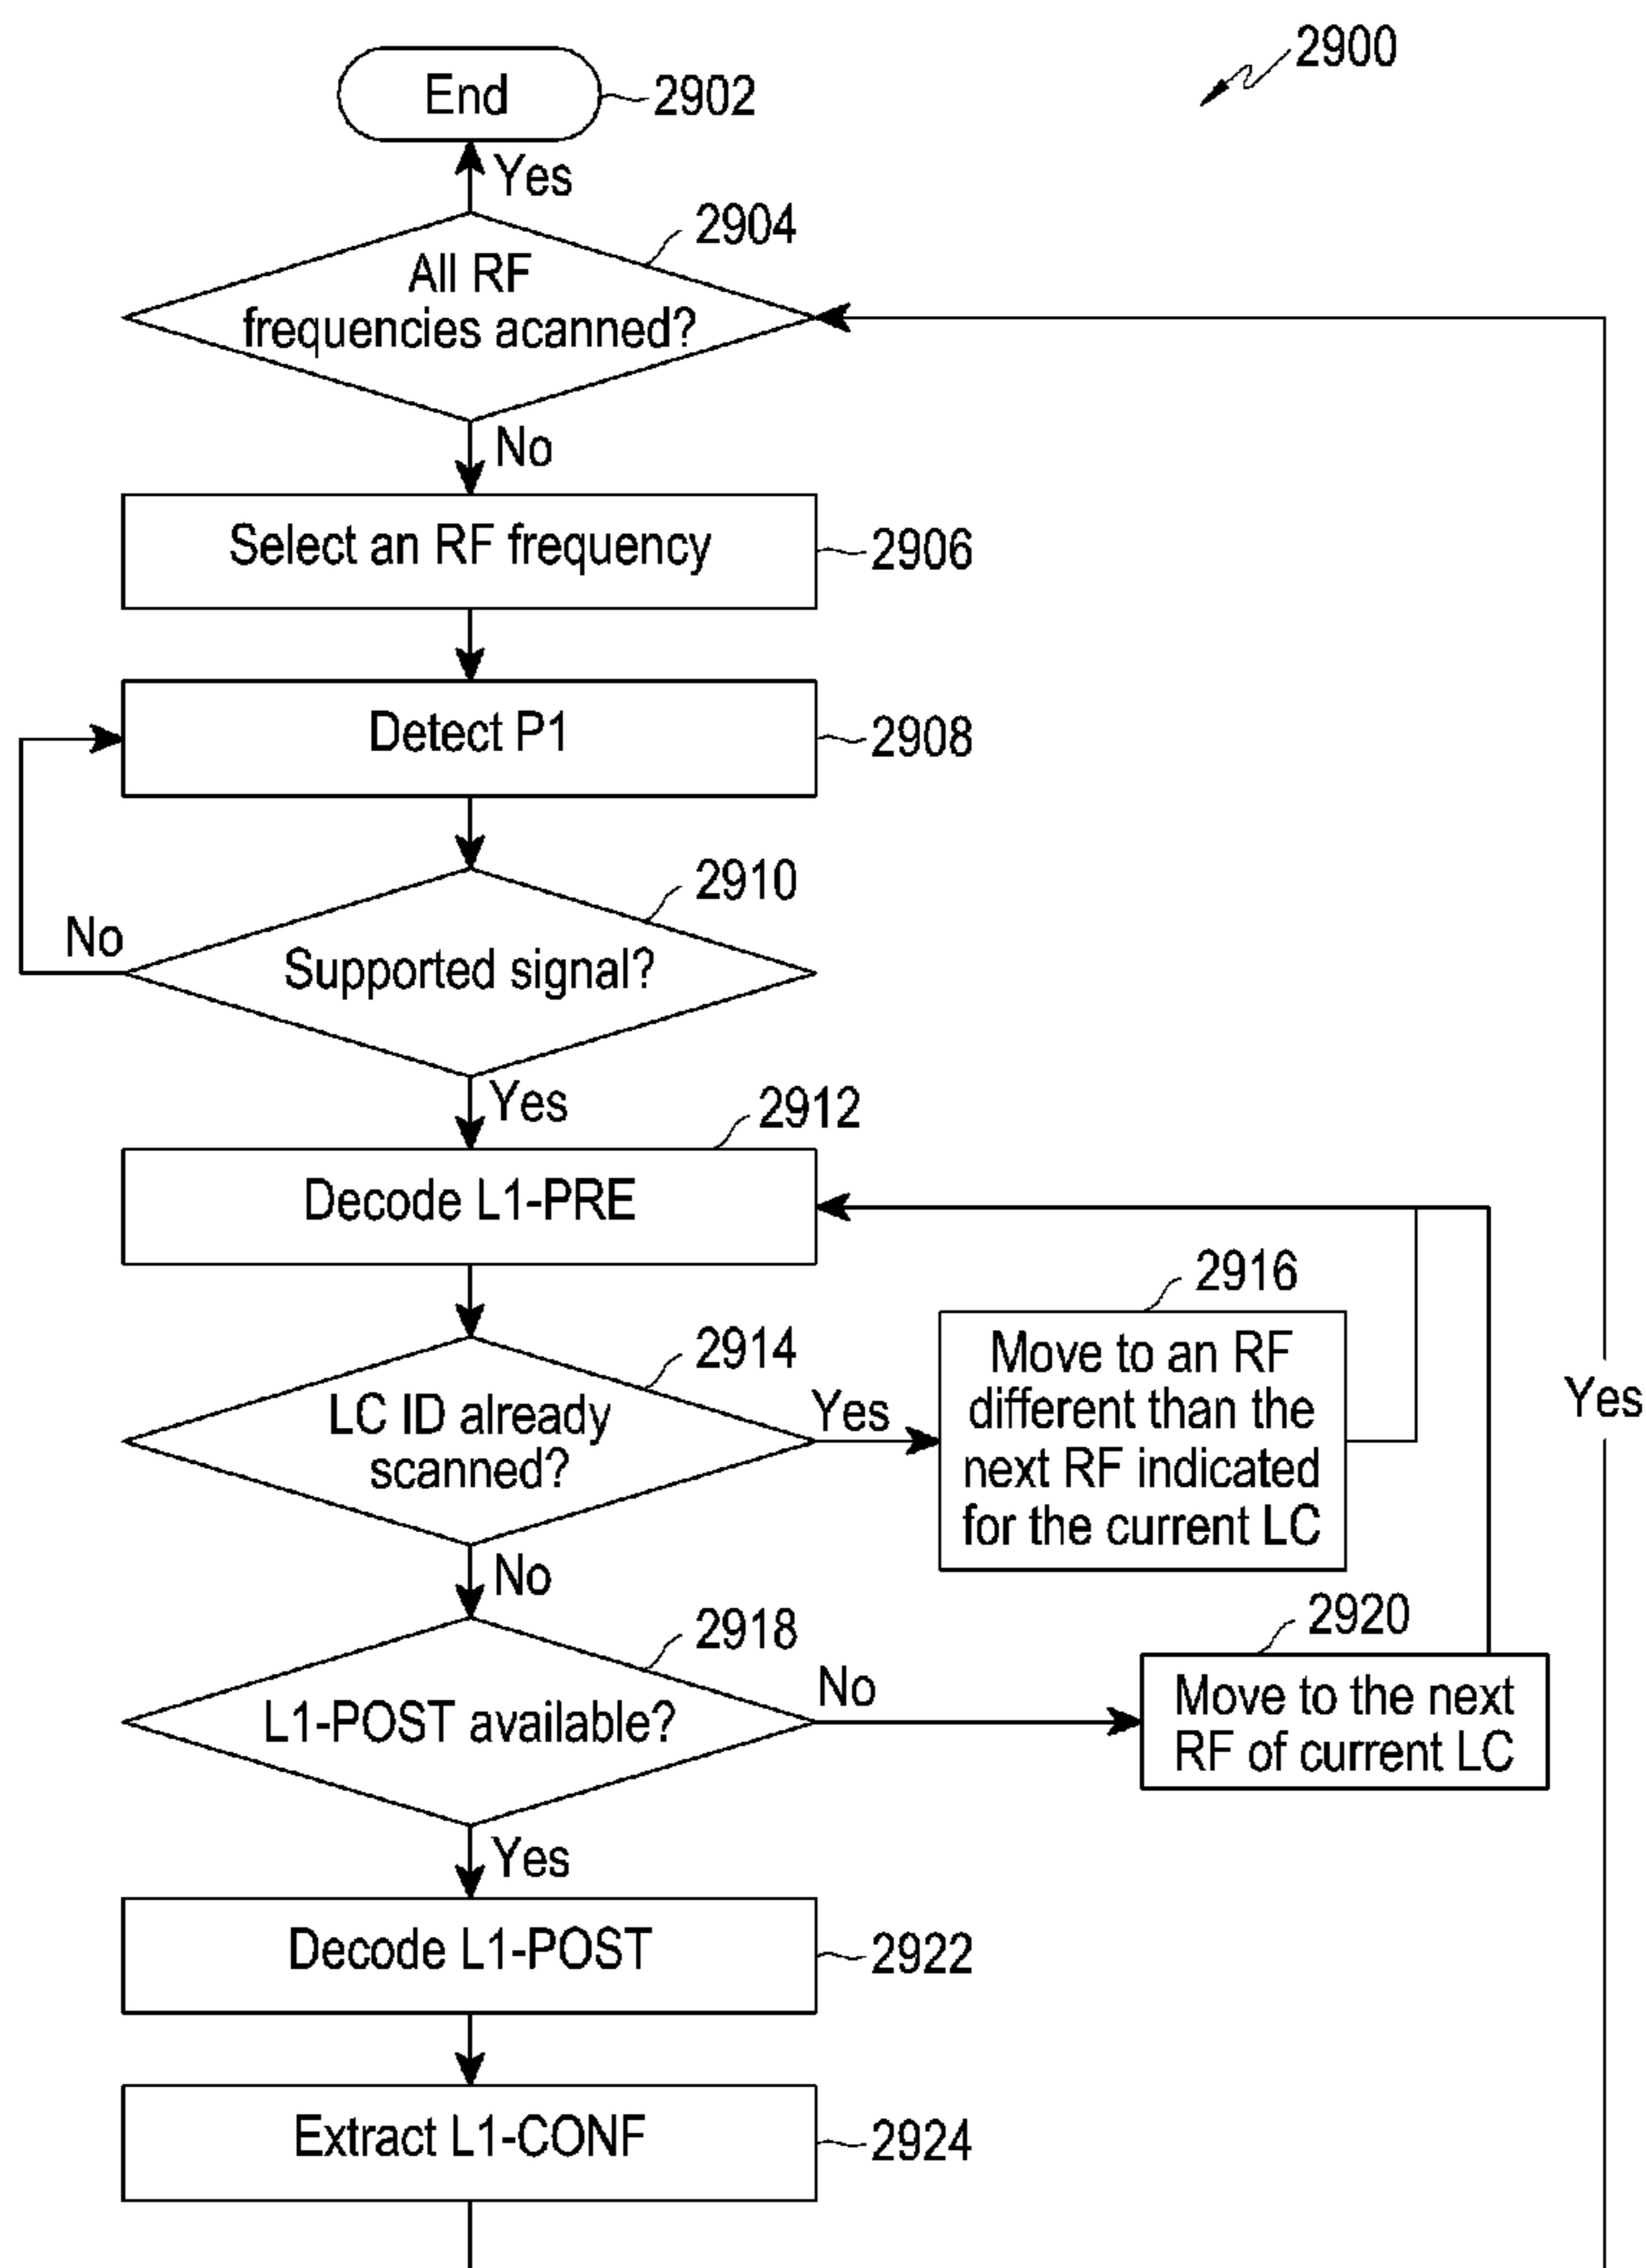 2900
End
2902
Yes
2904
All RF
frequencies acanned?
No
Select an RF frequency
2906
Detect P1
2908
2910
No
Supported signal?
Yes
2912
Decode L1-PRE
2916
2914
Move to an RF
different than the
next RF indicated
for the current LC
LC ID already
scanned?
Yes
Yes
No
2918
2920
No
L1-POST available?
Move to the next
RF of current LC
Yes
Decode L1-POST
2922
Extract L1-CONF
2924